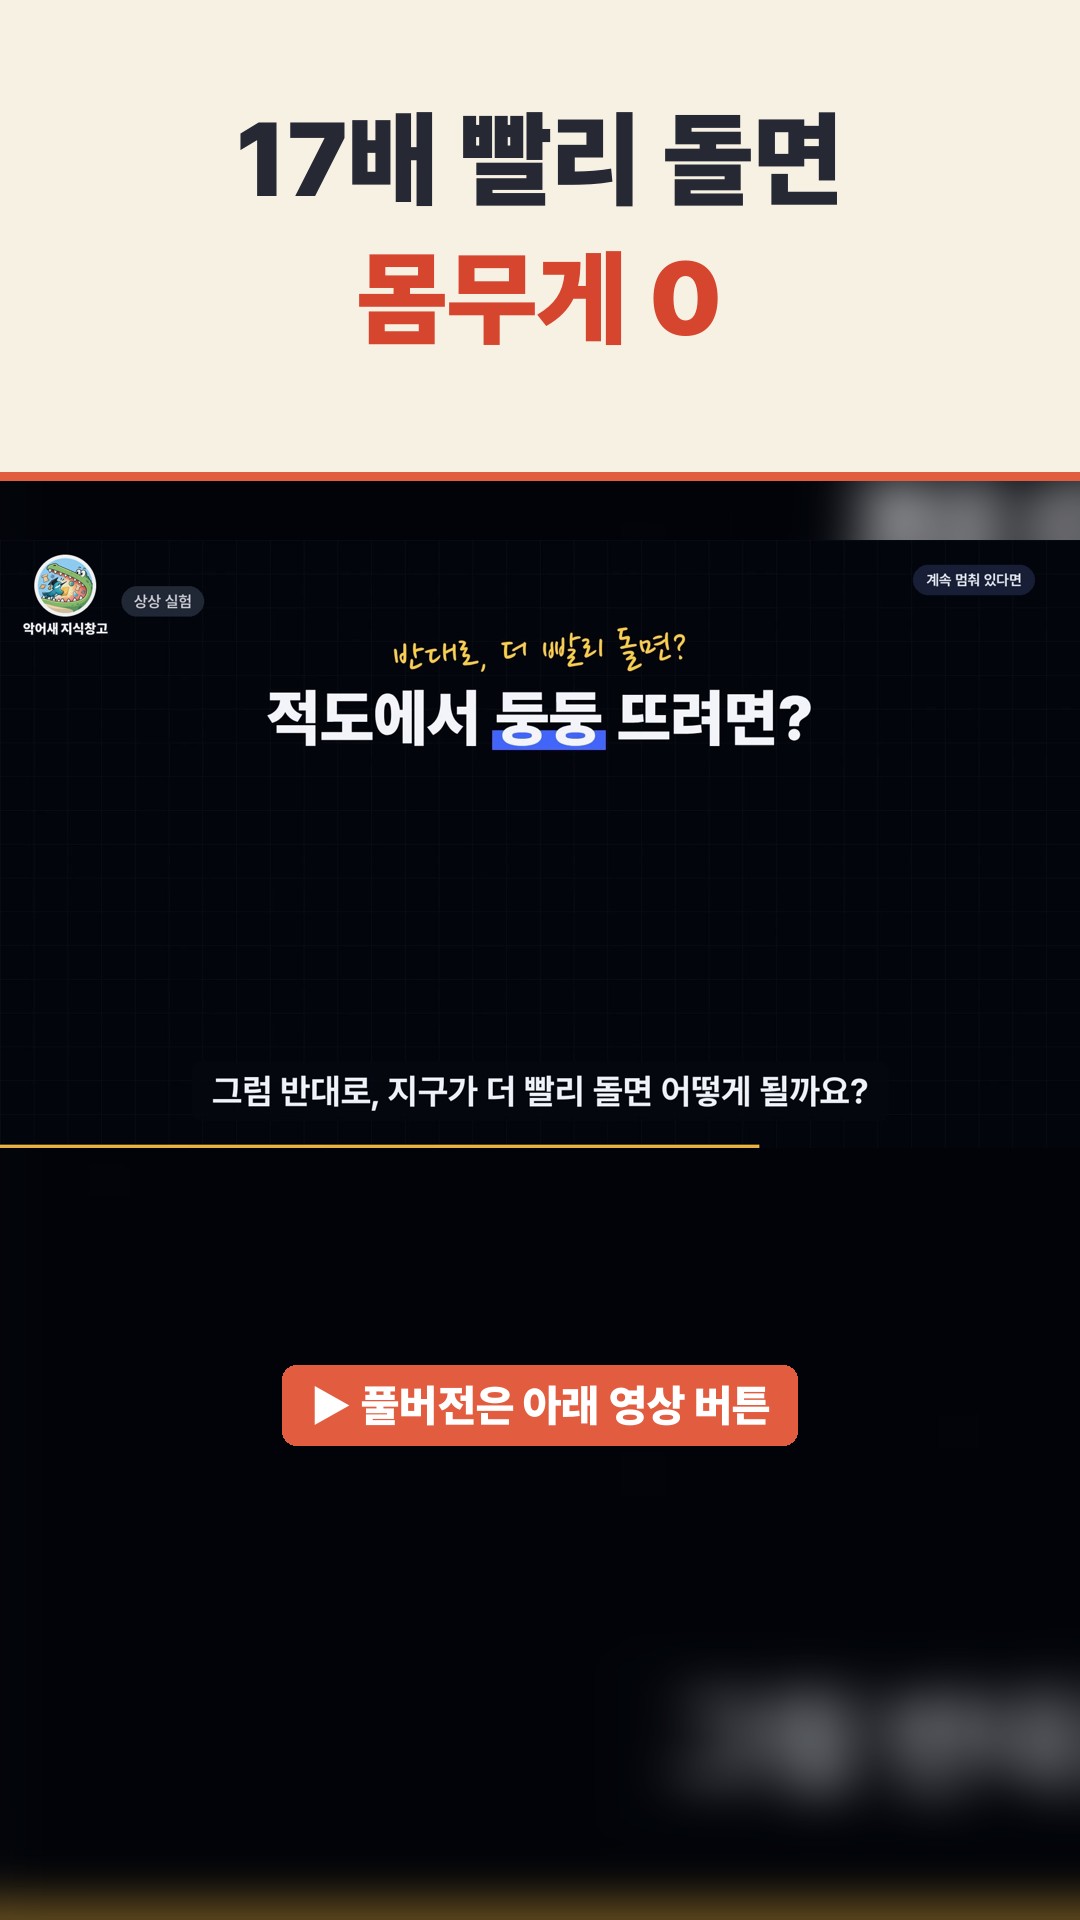 17배 빨리 돌면
몸무게 0
악어새 지식창고
상상 실험
계속 멈춰 있다면
반대로, 더 빨리 돌면?
적도에서 둥둥 뜨려면?
그럼 반대로, 지구가 더 빨리 돌면 어떻게 될까요?
▶ 풀버전은 아래 영상 버튼